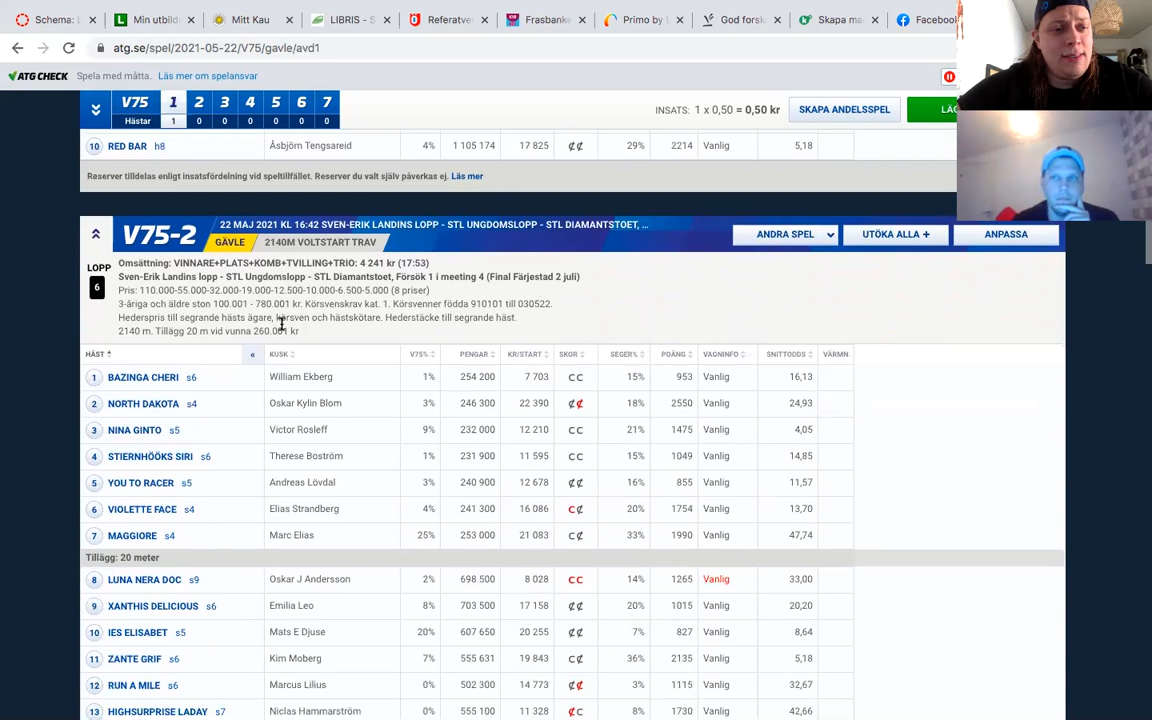 Schema:
Min utbild
Mitt Kau
LIBRIS - S
Referatver
Frasbanke
Primo by
God forsk
Skapa ma
Facebook
atg.se/spel/2021-05-22/V75/gavle/avd1
ATG CHECK Spela med måtta. Läs mer om spelansvar
V75 1 2 3 4 5 6 7
Hästar 1 0 0 0 0 0 0
INSATS: 1 x 0,50 = 0,50 kr SKAPA ANDELSSPEL
10 RED BAR h8 Åsbjörn Tengsareid 4% 1 105 174 17 825 ȼȼ 29% 2214 Vanlig 5,18
Reserver tilldelas enligt insatsfördelning vid speltillfället. Reserver du valt själv påverkas ej. Läs mer
V75-2 22 MAJ 2021 KL 16:42 SVEN-ERIK LANDINS LOPP - STL UNGDOMSLOPP - STL DIAMANTSTOET, ...
GÄVLE 2140M VOLTSTART TRAV
ANDRA SPEL UTÖKA ALLA + ANPASSA
LOPP
6
Omsättning: VINNARE+PLATS+KOMB+TVILLING+TRIO: 4 241 kr (17:53)
Sven-Erik Landins lopp - STL Ungdomslopp - STL Diamantstoet, Försök 1 i meeting 4 (Final Färjestad 2 juli)
Pris: 110.000-55.000-32.000-19.000-12.500-10.000-6.500-5.000 (8 priser)
3-åriga och äldre ston 100.001 - 780.001 kr. Körsvenskrav kat. 1. Körsvenner födda 910101 till 030522.
Hederspris till segrande hästs ägare, körsven och hästskötare. Hederstäcke till segrande häst.
2140 m. Tillägg 20 m vid vunna 260.001 kr
HÄST « KUSK V75% PENGAR KR/START SKOR SEGER% POÄNG VAGNINFO SNITTODDS VÄRMN.
1 BAZINGA CHERI s6 William Ekberg 1% 254 200 7 703 CC 15% 953 Vanlig 16,13
2 NORTH DAKOTA s4 Oskar Kylin Blom 3% 246 300 22 390 ȼȼ 18% 2550 Vanlig 24,93
3 NINA GINTO s5 Victor Rosleff 9% 232 000 12 210 CC 21% 1475 Vanlig 4,05
4 STIERNHÖÖKS SIRI s6 Therese Boström 1% 231 900 11 595 CC 15% 1049 Vanlig 14,85
5 YOU TO RACER s5 Andreas Lövdal 3% 240 900 12 678 ȼȼ 16% 855 Vanlig 11,57
6 VIOLETTE FACE s4 Elias Strandberg 4% 241 300 16 086 Cȼ 20% 1754 Vanlig 13,70
7 MAGGIORE s4 Marc Elias 25% 253 000 21 083 Cȼ 33% 1990 Vanlig 47,74
Tillägg: 20 meter
8 LUNA NERA DOC s9 Oskar J Andersson 2% 698 500 8 028 CC 14% 1265 Vanlig 33,00
9 XANTHIS DELICIOUS s6 Emilia Leo 8% 703 500 17 158 ȼȼ 20% 1015 Vanlig 20,20
10 IES ELISABET s5 Mats E Djuse 20% 607 650 20 255 ȼȼ 7% 827 Vanlig 8,64
11 ZANTE GRIF s6 Kim Moberg 7% 555 631 19 843 Cȼ 36% 2135 Vanlig 5,18
12 RUN A MILE s6 Marcus Lilius 0% 502 300 14 773 ȼȼ 3% 1115 Vanlig 32,67
13 HIGHSURPRISE LADAY s7 Niclas Hammarström 0% 555 100 11 328 ȼC 8% 1730 Vanlig 42,66